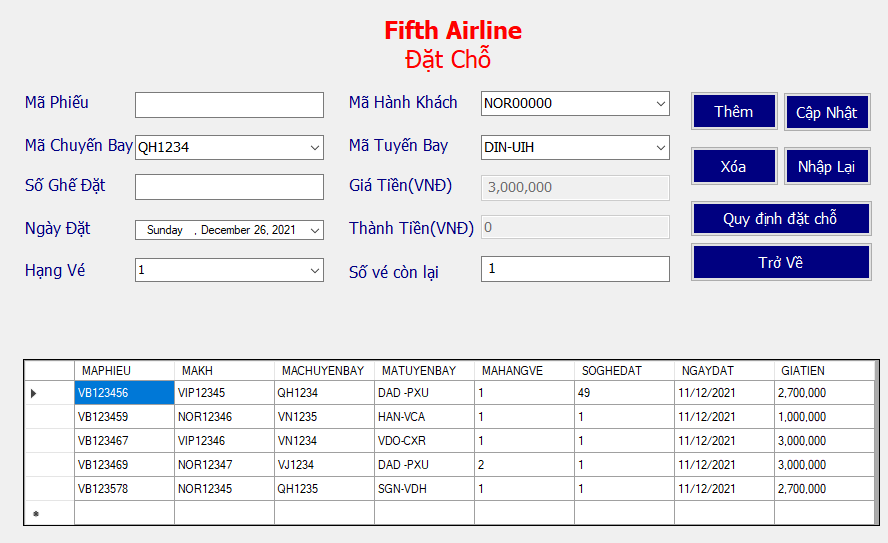 Fifth Airline
Đặt Chỗ
Mã Phiếu
Mã Hành Khách NOR00000
Thêm Cập Nhật
Mã Chuyến Bay QH1234
Mã Tuyến Bay DIN-UIH
Xóa Nhập Lại
Số Ghế Đặt
Giá Tiền(VNĐ) 3,000,000
Quy định đặt chỗ
Ngày Đặt Sunday , December 26, 2021
Thành Tiền(VNĐ) 0
Trở Về
Hạng Vé 1
Số vé còn lại 1
MAPHIEU MAKH MACHUYENBAY MATUYENBAY MAHANGVE SOGHEDAT NGAYDAT GIATIEN
VB123456 VIP12345 QH1234 DAD -PXU 1 49 11/12/2021 2,700,000
VB123459 NOR12346 VN1235 HAN-VCA 1 1 11/12/2021 1,000,000
VB123467 VIP12346 VN1234 VDO-CXR 1 1 11/12/2021 3,000,000
VB123469 NOR12347 VJ1234 DAD -PXU 2 1 11/12/2021 3,000,000
VB123578 NOR12345 QH1235 SGN-VDH 1 1 11/12/2021 2,700,000